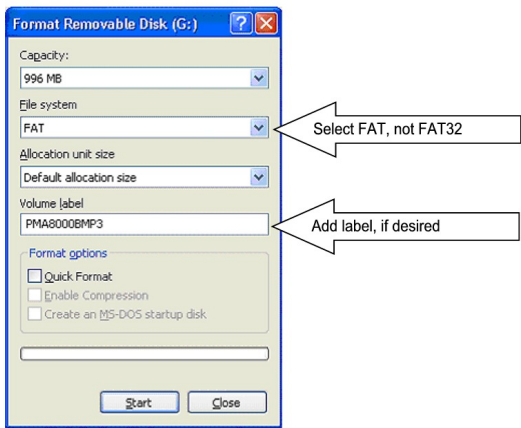 Format Removable Disk (G:)
Capacity:
996 MB
File system
FAT
Select FAT, not FAT32
Allocation unit size
Default allocation size
Volume label
PMA8000BMP3
Add label, if desired
Format options
Quick Format
Enable Compression
Create an MS-DOS startup disk
Start
Close